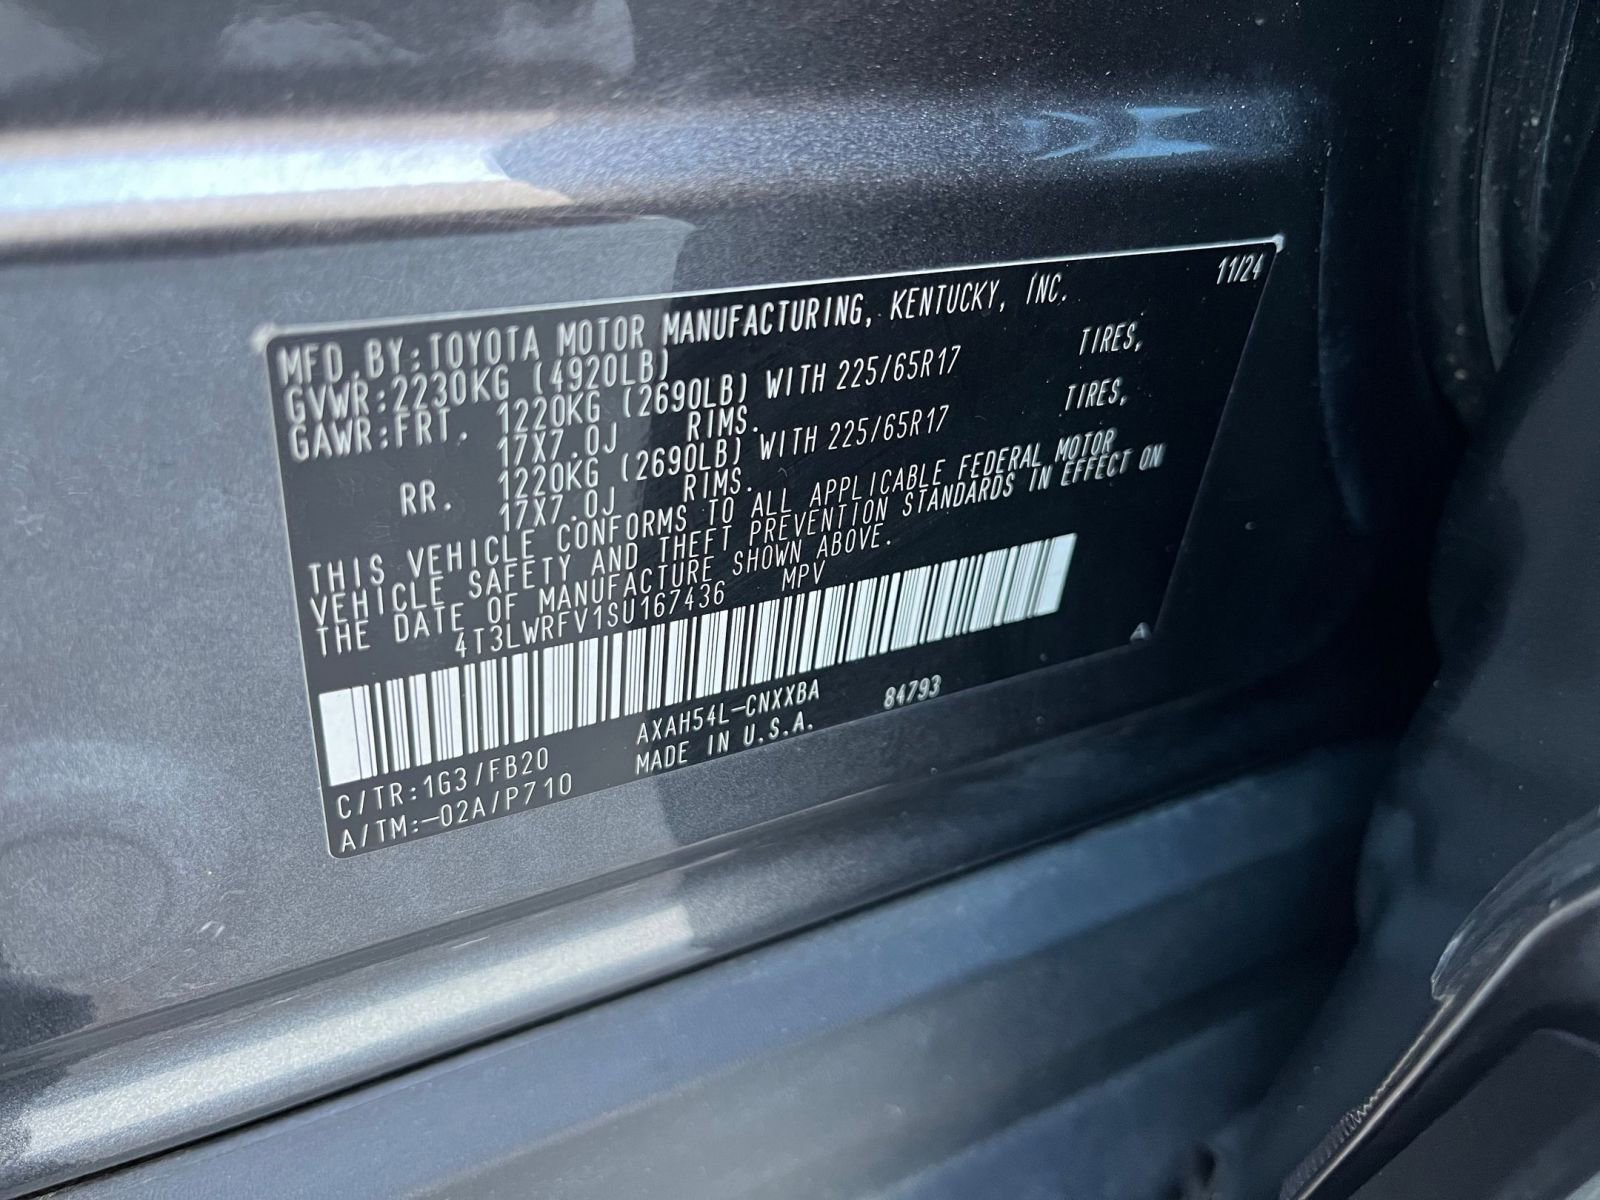 MFD.BY:TOYOTA MOTOR MANUFACTURING, KENTUCKY, INC. 11/24
GVWR:2230KG (4920LB)
GAWR:FRT. 1220KG (2690LB) WITH 225/65R17 TIRES,
17X7.0J RIMS.
RR. 1220KG (2690LB) WITH 225/65R17 TIRES,
17X7.0J RIMS.
THIS VEHICLE CONFORMS TO ALL APPLICABLE FEDERAL MOTOR
VEHICLE SAFETY AND THEFT PREVENTION STANDARDS IN EFFECT ON
THE DATE OF MANUFACTURE SHOWN ABOVE.
4T3LWRFV1SU167436 MPV
A
C/TR:1G3/FB20 AXAH54L-CNXXBA 84793
A/TM:-02A/P710 MADE IN U.S.A.